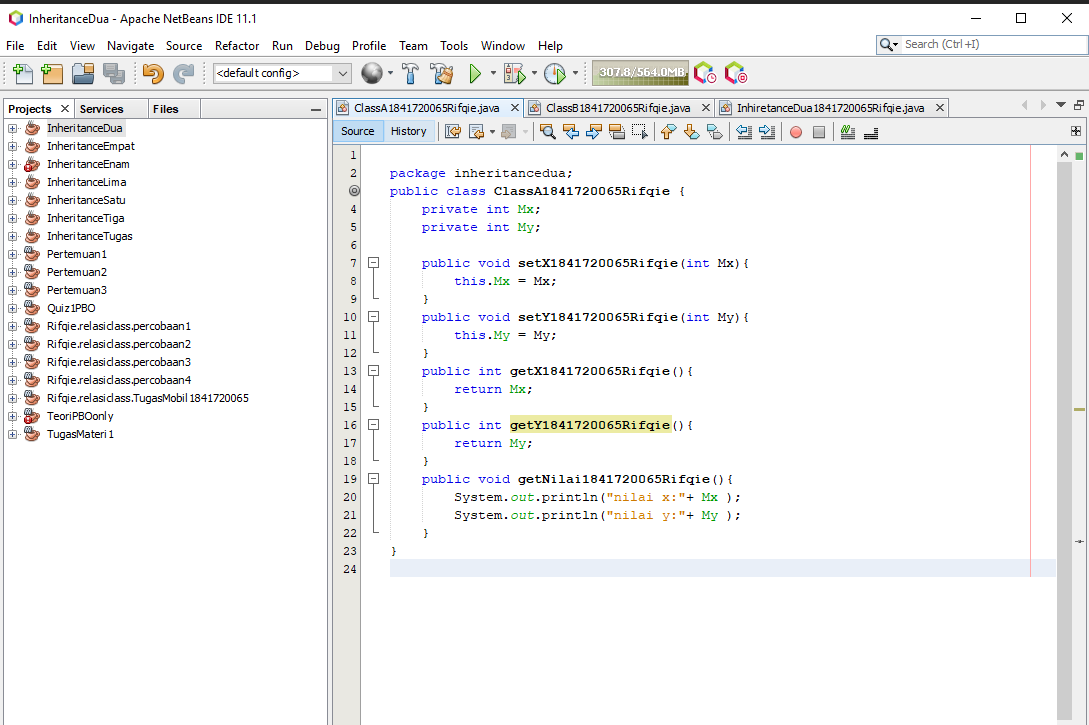 InheritanceDua - Apache NetBeans IDE 11.1
File Edit View Navigate Source Refactor Run Debug Profile Team Tools Window Help
Search (Ctrl+I)
<default config>
307.8/564.0MB
Projects Services Files
ClassA1841720065Rifqie.java ClassB1841720065Rifqie.java InhiretanceDua1841720065Rifqie.java
Source History
InheritanceDua
InheritanceEmpat
InheritanceEnam
InheritanceLima
InheritanceSatu
InheritanceTiga
InheritanceTugas
Pertemuan1
Pertemuan2
Pertemuan3
Quiz1PBO
Rifqie.relasiclass.percobaan1
Rifqie.relasiclass.percobaan2
Rifqie.relasiclass.percobaan3
Rifqie.relasiclass.percobaan4
Rifqie.relasiclass.TugasMobil1841720065
TeoriPBOonly
TugasMateri1
1
2 package inheritancedua;
public class ClassA1841720065Rifqie {
4 private int Mx;
5 private int My;
6
7 public void setX1841720065Rifqie(int Mx){
8 this.Mx = Mx;
9 }
10 public void setY1841720065Rifqie(int My){
11 this.My = My;
12 }
13 public int getX1841720065Rifqie(){
14 return Mx;
15 }
16 public int getY1841720065Rifqie(){
17 return My;
18 }
19 public void getNilai1841720065Rifqie(){
20 System.out.println("nilai x:"+ Mx );
21 System.out.println("nilai y:"+ My );
22 }
23 }
24